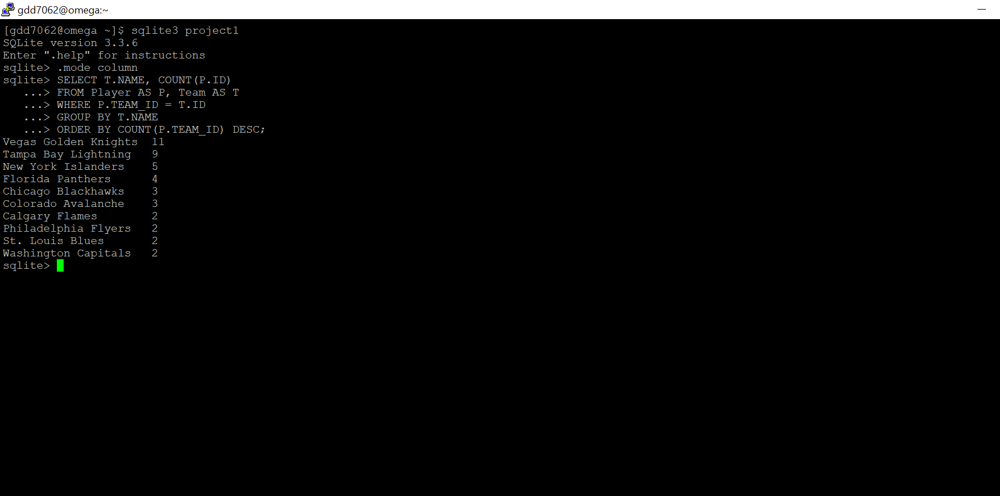 gdd7062@omega:~
[gdd7062@omega ~]$ sqlite3 project1
SQLite version 3.3.6
Enter ".help" for instructions
sqlite> .mode column
sqlite> SELECT T.NAME, COUNT(P.ID)
   ...> FROM Player AS P, Team AS T
   ...> WHERE P.TEAM_ID = T.ID
   ...> GROUP BY T.NAME
   ...> ORDER BY COUNT(P.TEAM_ID) DESC;
Vegas Golden Knights  11
Tampa Bay Lightning   9
New York Islanders    5
Florida Panthers      4
Chicago Blackhawks    3
Colorado Avalanche    3
Calgary Flames        2
Philadelphia Flyers   2
St. Louis Blues       2
Washington Capitals   2
sqlite>